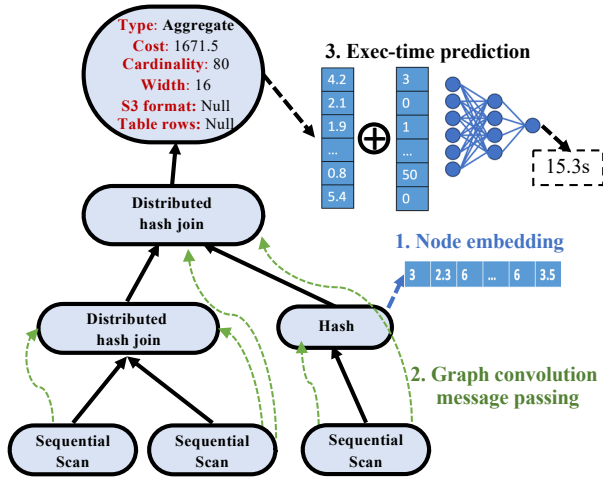 Type: Aggregate
Cost: 1671.5
Cardinality: 80
Width: 16
S3 format: Null
Table rows: Null
3. Exec-time prediction
4.2
2.1
1.9
...
0.8
5.4
3
0
1
...
50
0
15.3s
Distributed
hash join
1. Node embedding
3 2.3 6 ... 6 3.5
Distributed
hash join
Hash
2. Graph convolution
message passing
Sequential
Scan
Sequential
Scan
Sequential
Scan